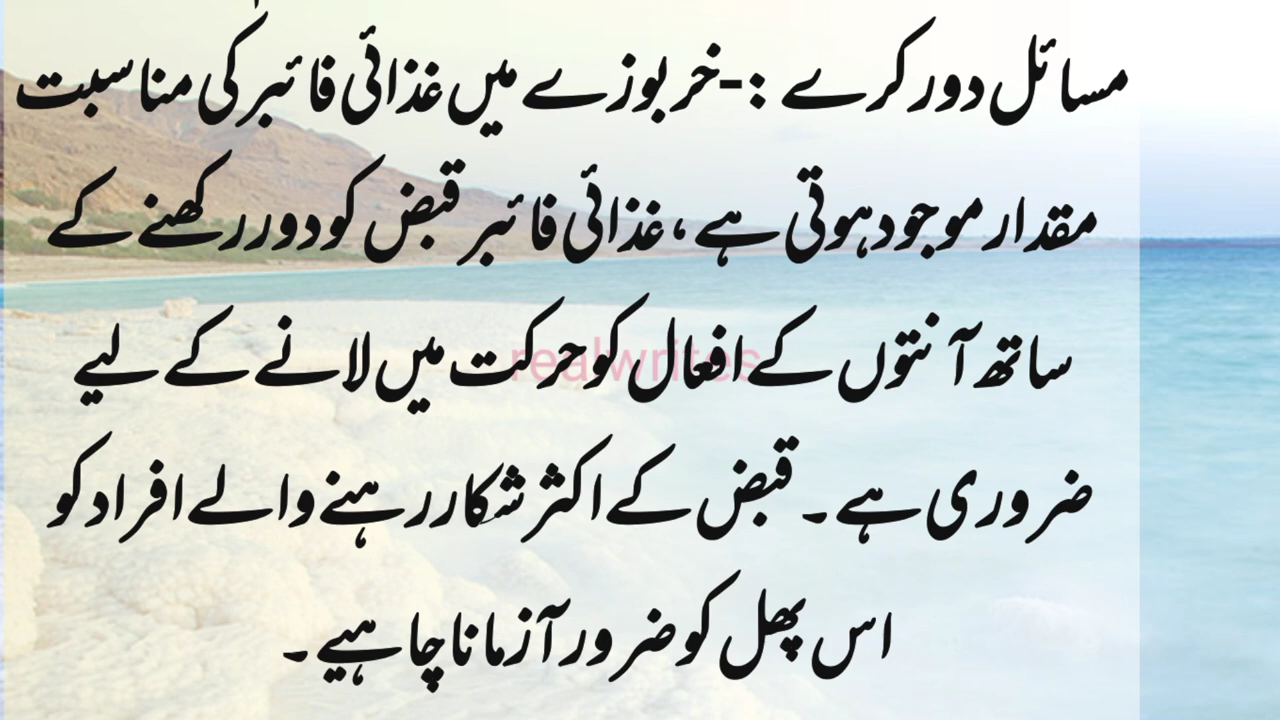 مسائل دور کرے :-خربوزے میں غذائی فائبر کی مناسبت
مقدار موجود ہوتی ہے، غذائی فائبر قبض کو دور رکھنے کے
ساتھ آنتوں کے افعال کو حرکت میں لانے کے لیے
realwrites
ضروری ہے۔ قبض کے اکثر شکار رہنے والے افراد کو
اس پھل کو ضرور آزمانا چاہیے۔